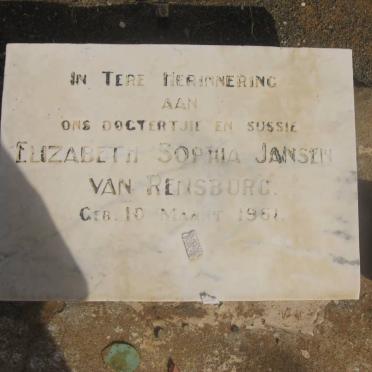 IN TERE HERINNERING
AAN
ONS DOGTERTJIE EN SUSSIE
ELIZABETH SOPHIA JANSEN
VAN RENSBURG.
GEB. 10 MAART 1961.